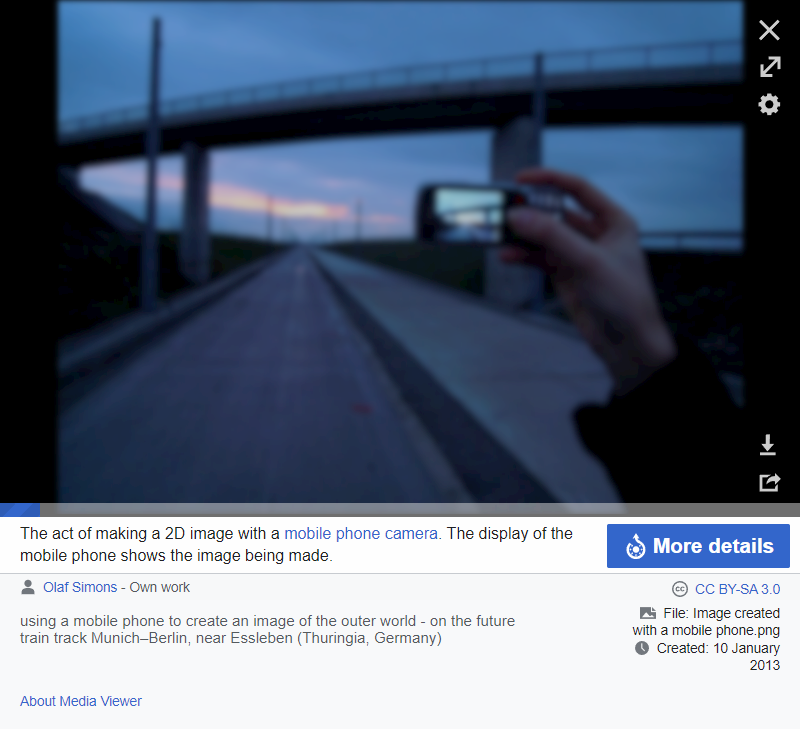 The act of making a 2D image with a mobile phone camera. The display of the
mobile phone shows the image being made.
More details
Olaf Simons - Own work
using a mobile phone to create an image of the outer world - on the future
train track Munich–Berlin, near Essleben (Thuringia, Germany)
CC BY-SA 3.0
File: Image created
with a mobile phone.png
Created: 10 January
2013
About Media Viewer